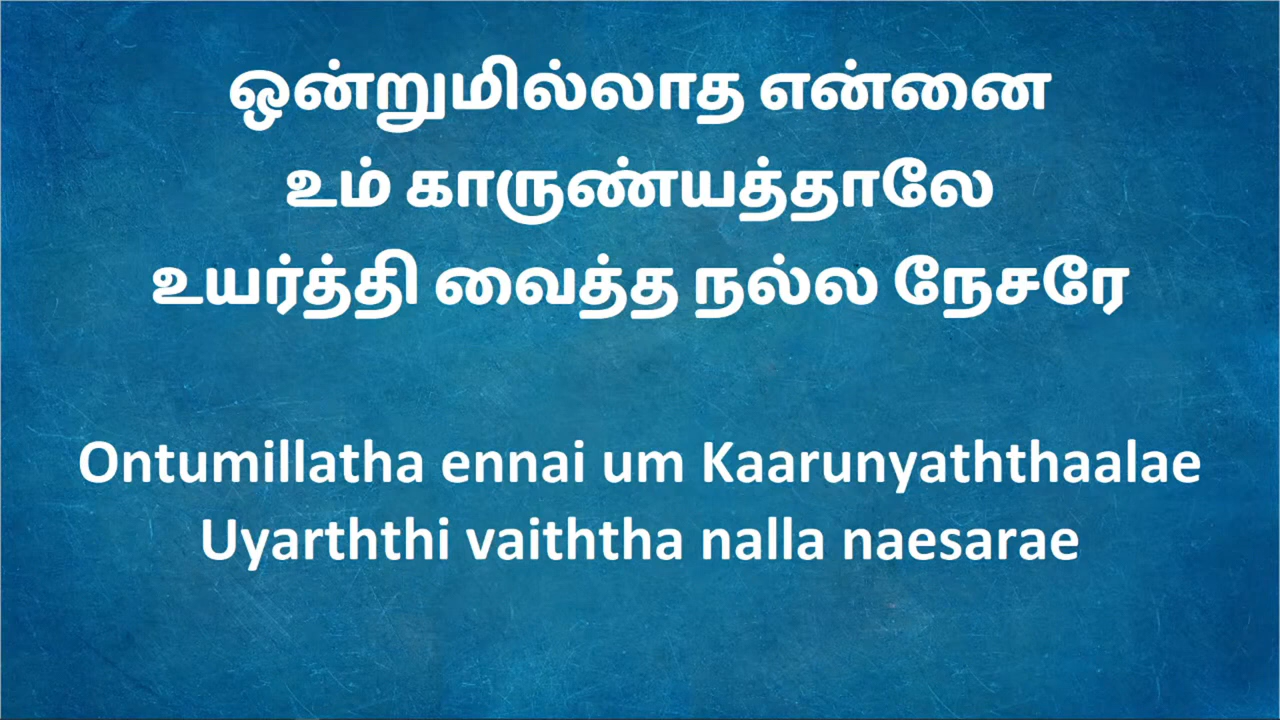 ஒன்றுமில்லாத என்னை
உம் காருண்யத்தாலே
உயர்த்தி வைத்த நல்ல நேசரே
Ontumillatha ennai um Kaarunyaththaalae
Uyarththi vaiththa nalla naesarae